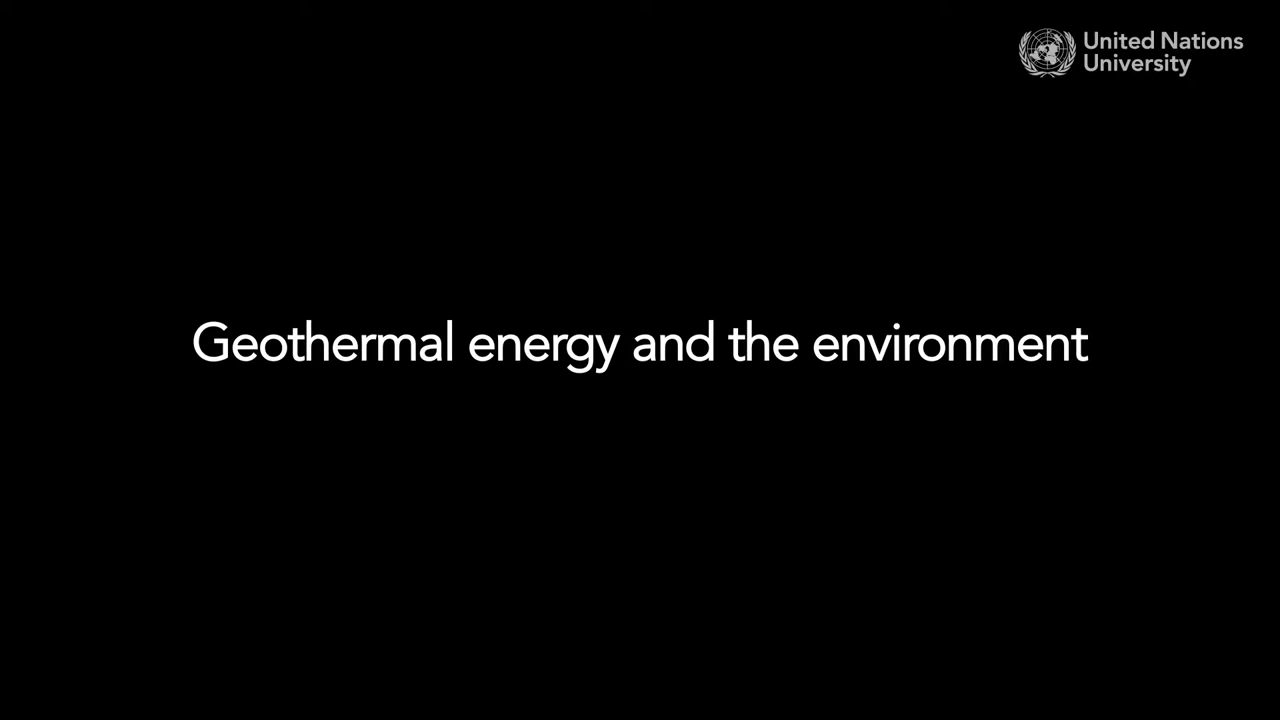 United Nations
University
Geothermal energy and the environment